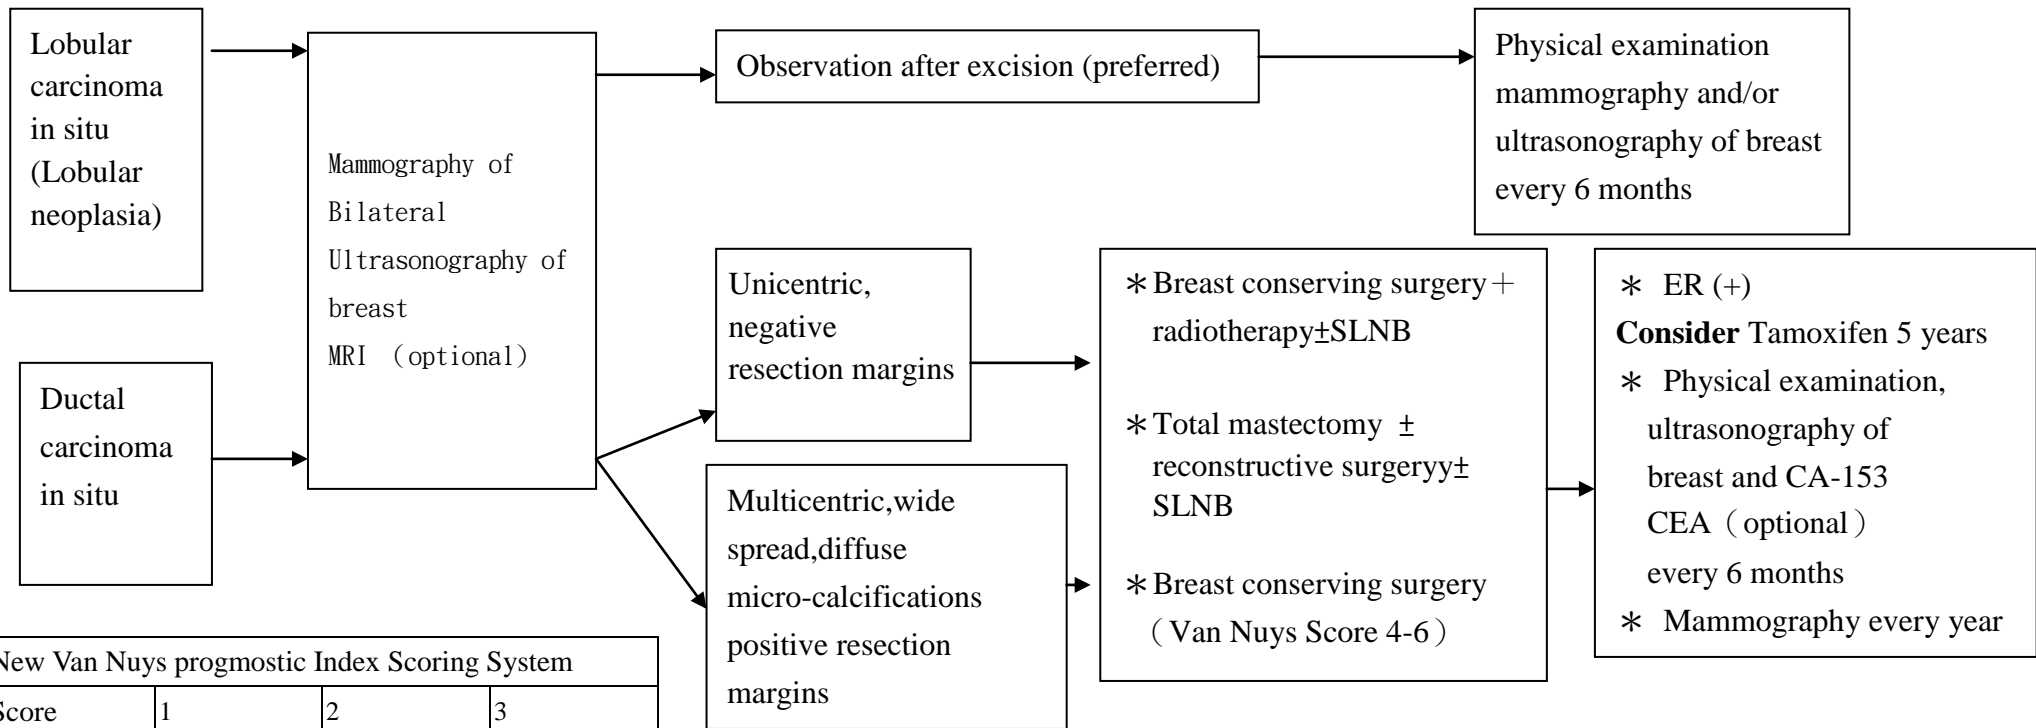 Lobular
carcinoma
in situ
(Lobular
neoplasia)
Ductal
carcinoma
in situ
Mammography of
Bilateral
Ultrasonography of
breast
MRI （optional）
Observation after excision (preferred)
Physical examination
mammography and/or
ultrasonography of breast
every 6 months
Unicentric,
negative
resection margins
Multicentric,wide
spread,diffuse
micro-calcifications
positive resection
margins
＊Breast conserving surgery＋
radiotherapy±SLNB
＊Total mastectomy ±
reconstructive surgeryy±
SLNB
＊Breast conserving surgery
（Van Nuys Score 4-6）
＊ ER (+)
Consider Tamoxifen 5 years
＊ Physical examination,
ultrasonography of
breast and CA-153
CEA（optional）
every 6 months
＊ Mammography every year
New Van Nuys progmostic Index Scoring System
Score 1 2 3